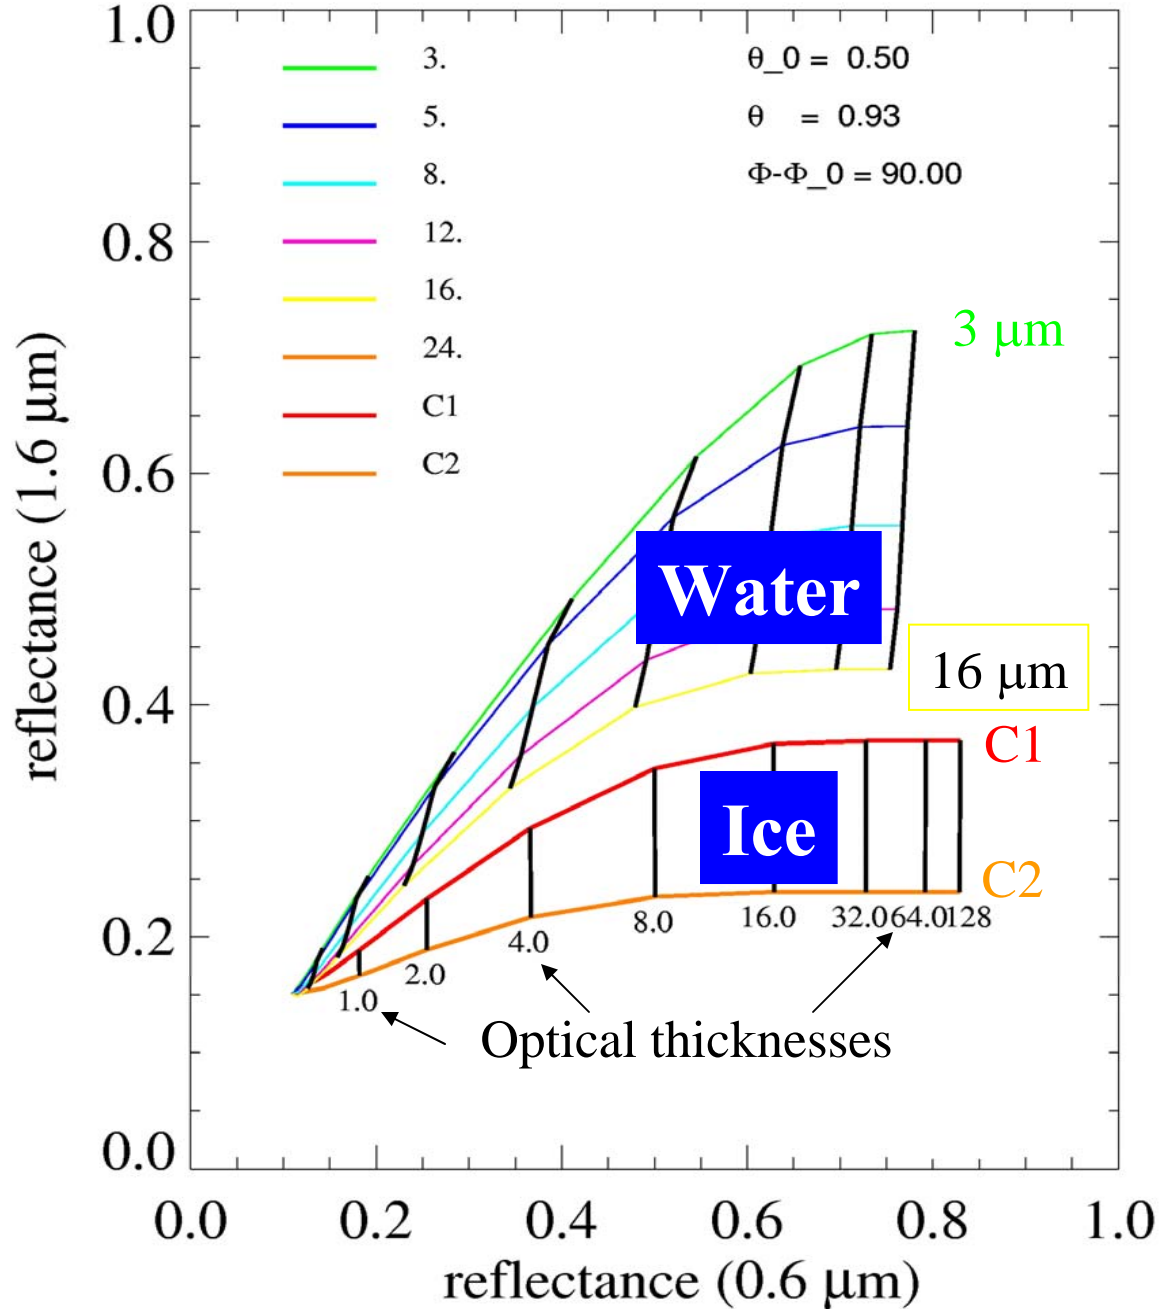 1.0
3.
θ_0 = 0.50
5.
θ = 0.93
8.
Φ-Φ_0 = 90.00
0.8
12.
16.
24.
3 μm
C1
C2
0.6
Water
16 μm
0.4
C1
Ice
C2
0.2
1.0
2.0
4.0
8.0
16.0
32.0
64.0
128
Optical thicknesses
0.0
0.0 0.2 0.4 0.6 0.8 1.0
reflectance (0.6 μm)
reflectance (1.6 μm)